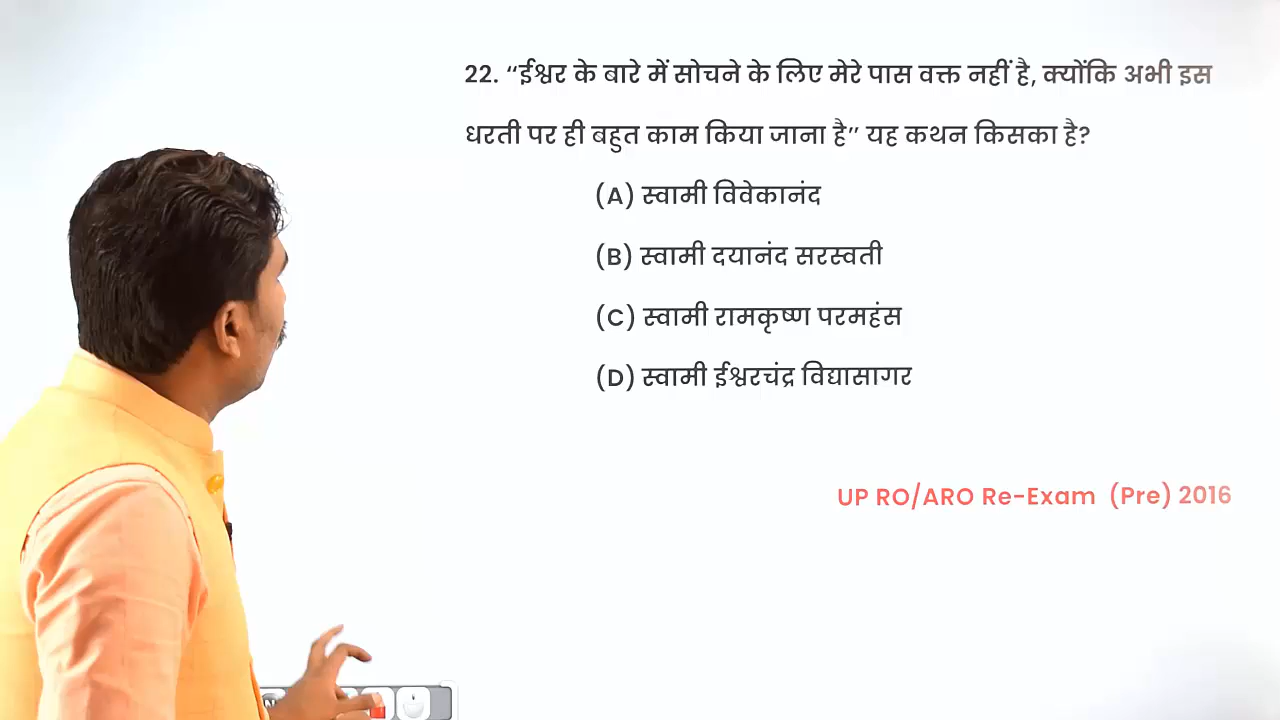 22. “ईश्वर के बारे में सोचने के लिए मेरे पास वक्त नहीं है, क्योंकि अभी इस
धरती पर ही बहुत काम किया जाना है” यह कथन किसका है?
(A) स्वामी विवेकानंद
(B) स्वामी दयानंद सरस्वती
(C) स्वामी रामकृष्ण परमहंस
(D) स्वामी ईश्वरचंद्र विद्यासागर
UP RO/ARO Re-Exam (Pre) 2016